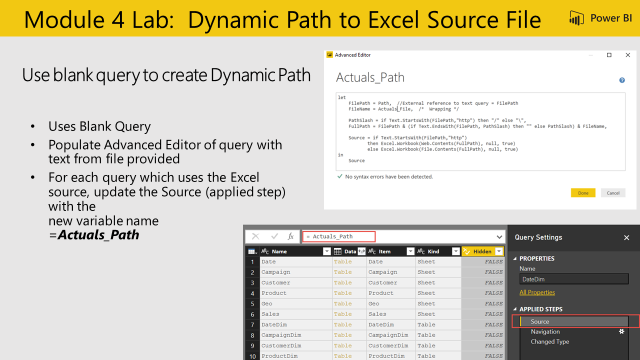 Module 4 Lab: Dynamic Path to Excel Source File
Power BI
Use blank query to create Dynamic Path
• Uses Blank Query
• Populate Advanced Editor of query with
text from file provided
• For each query which uses the Excel
source, update the Source (applied step)
with the
new variable name
=Actuals_Path
Advanced Editor
Actuals_Path
let
FilePath = Path, //External reference to text query = FilePath
FileName = Actuals_File, /* Wrapping */
PathSlash = if Text.StartsWith(FilePath,"http") then "/" else "\",
FullPath = FilePath & (if Text.EndsWith(FilePath, PathSlash) then "" else PathSlash) & FileName,
Source = if Text.StartsWith(FilePath,"http")
then Excel.Workbook(Web.Contents(FullPath), null, true)
else Excel.Workbook(File.Contents(FullPath), null, true)
in
Source
No syntax errors have been detected.
Done Cancel
fx = Actuals_Path
Name Data Item Kind Hidden
1 Date Table Date Sheet FALSE
2 Campaign Table Campaign Sheet FALSE
3 Customer Table Customer Sheet FALSE
4 Product Table Product Sheet FALSE
5 Geo Table Geo Sheet FALSE
6 Sales Table Sales Sheet FALSE
7 DateDim Table DateDim Table FALSE
8 CampaignDim Table CampaignDim Table FALSE
9 CustomerDim Table CustomerDim Table FALSE
10 ProductDim Table ProductDim Table FALSE
Query Settings
PROPERTIES
Name
DateDim
All Properties
APPLIED STEPS
Source
Navigation
Changed Type